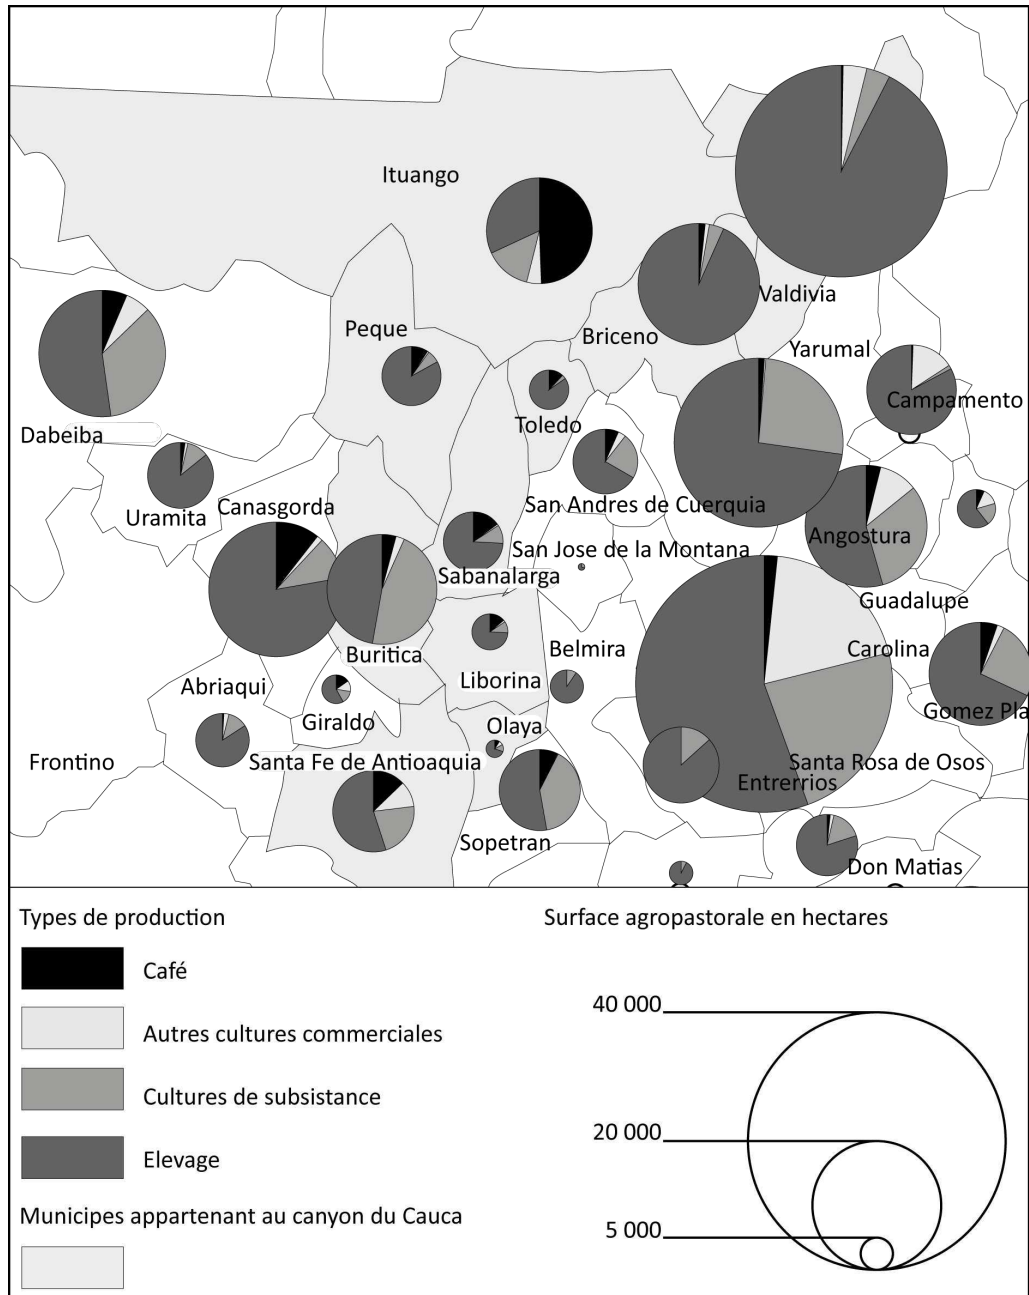 Ituango
Valdivia
Peque
Briceno
Yarumal
Campamento
Dabeiba
Toledo
Uramita
Canasgorda
San Andres de Cuerquia
Angostura
San Jose de la Montana
Sabanalarga
Guadalupe
Buritica
Belmira
Carolina
Abriaqui
Liborina
Giraldo
Gomez Pla
Olaya
Frontino
Santa Fe de Antioaquia
Santa Rosa de Osos
Entrerrios
Sopetran
Don Matias
Types de production
Surface agropastorale en hectares
Café
40 000
Autres cultures commerciales
Cultures de subsistance
20 000
Elevage
Municipes appartenant au canyon du Cauca
5 000